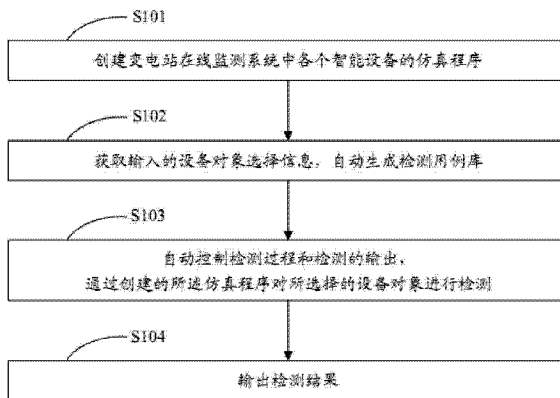 S101
创建变电站在线监测系统中各个智能设备的仿真程序
S102
获取输入的设备对象选择信息，自动生成检测用例库
S103
自动控制检测过程和检测的输出，
通过创建的所述仿真程序对所选择的设备对象进行检测
S104
输出检测结果